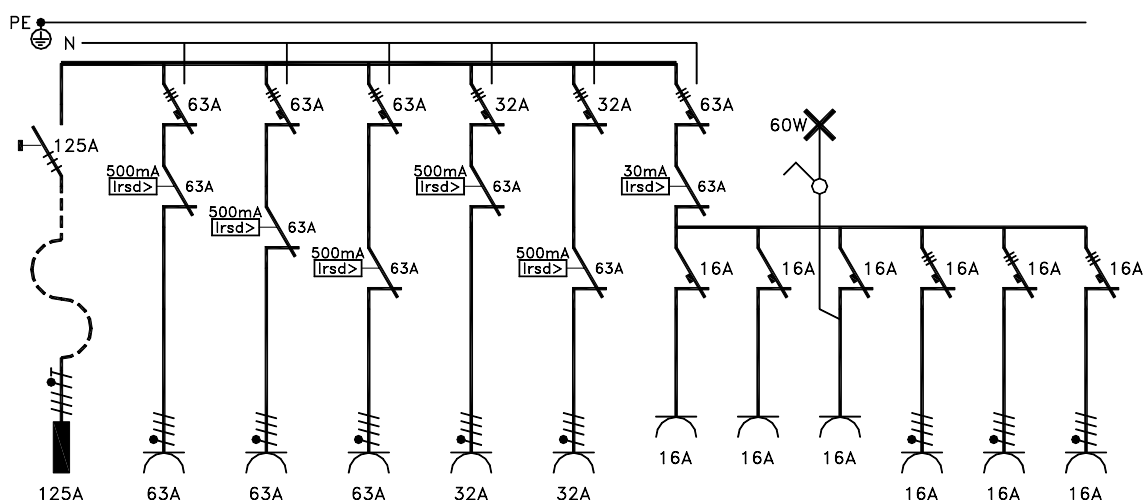 PE
N
63A 63A 63A 32A 32A 63A
60W
125A
500mA 500mA 30mA
Irsd> 63A Irsd> 63A Irsd> 63A
500mA
Irsd> 63A
500mA 500mA
Irsd> 63A Irsd> 63A
16A 16A 16A 16A 16A 16A
16A 16A 16A
125A 63A 63A 63A 32A 32A 16A 16A 16A